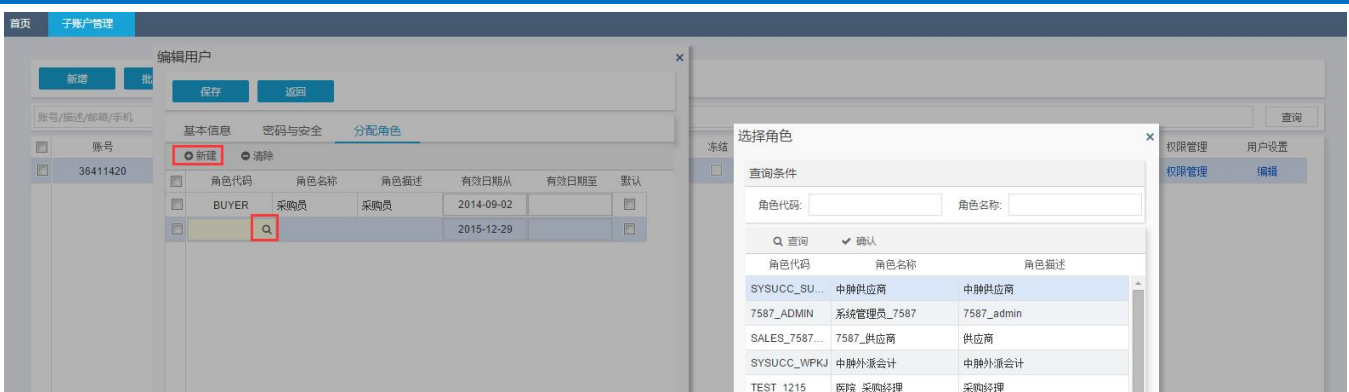 首页 子账户管理
编辑用户 ×
新增 批
保存 返回
账号/描述/邮箱/手机 查询
基本信息 密码与安全 分配角色
选择角色 ×
账号 冻结 权限管理 用户设置
新建 清除
36411420 权限管理 编辑
查询条件
角色代码 角色名称 角色描述 有效日期从 有效日期至 默认
BUYER 采购员 采购员 2014-09-02
角色代码: 角色名称:
2015-12-29
查询 确认
角色代码 角色名称 角色描述
SYSUCC_SU... 中肿供应商 中肿供应商
7587_ADMIN 系统管理员_7587 7587_admin
SALES_7587... 7587_供应商 供应商
SYSUCC_WPKJ 中肿外派会计 中肿外派会计
TEST_1215 医院_采购经理 采购经理